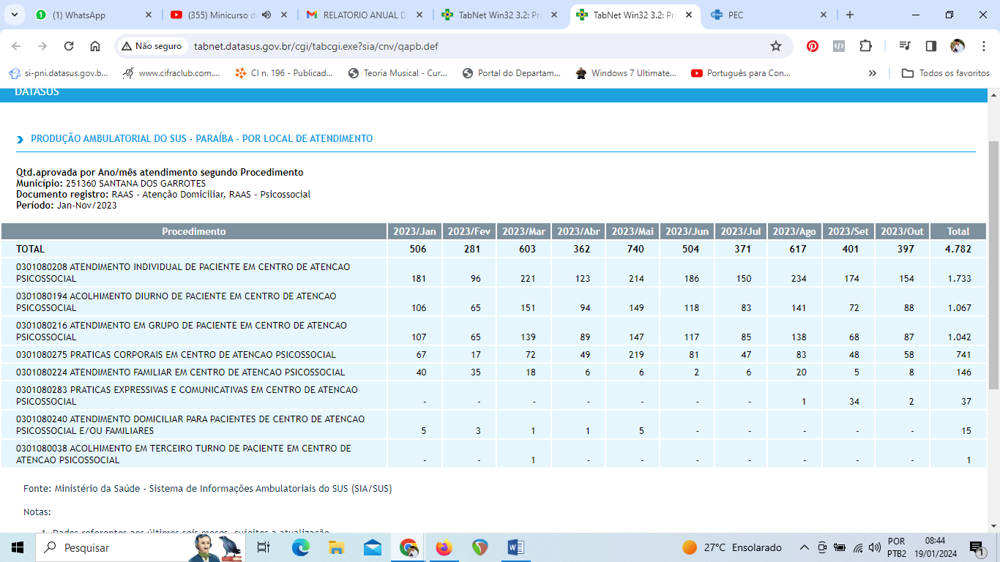 (1) WhatsApp
(355) Minicurso d
RELATORIO ANUAL D
TabNet Win32 3.2: Pr
TabNet Win32 3.2: Pr
PEC
Não seguro
tabnet.datasus.gov.br/cgi/tabcgi.exe?sia/cnv/qapb.def
si-pni.datasus.gov.b...
www.cifraclub.com....
CI n. 196 - Publicad...
Teoria Musical - Cur...
Portal do Departam...
Windows 7 Ultimate...
Português para Con...
Todos os favoritos
DATASUS
PRODUÇÃO AMBULATORIAL DO SUS - PARAÍBA - POR LOCAL DE ATENDIMENTO
Qtd.aprovada por Ano/mês atendimento segundo Procedimento
Município: 251360 SANTANA DOS GARROTES
Documento registro: RAAS - Atenção Domiciliar, RAAS - Psicossocial
Período: Jan-Nov/2023
Procedimento 2023/Jan 2023/Fev 2023/Mar 2023/Abr 2023/Mai 2023/Jun 2023/Jul 2023/Ago 2023/Set 2023/Out Total
TOTAL 506 281 603 362 740 504 371 617 401 397 4.782
0301080208 ATENDIMENTO INDIVIDUAL DE PACIENTE EM CENTRO DE ATENCAO
PSICOSSOCIAL 181 96 221 123 214 186 150 234 174 154 1.733
0301080194 ACOLHIMENTO DIURNO DE PACIENTE EM CENTRO DE ATENCAO
PSICOSSOCIAL 106 65 151 94 149 118 83 141 72 88 1.067
0301080216 ATENDIMENTO EM GRUPO DE PACIENTE EM CENTRO DE ATENCAO
PSICOSSOCIAL 107 65 139 89 147 117 85 138 68 87 1.042
0301080275 PRATICAS CORPORAIS EM CENTRO DE ATENCAO PSICOSSOCIAL 67 17 72 49 219 81 47 83 48 58 741
0301080224 ATENDIMENTO FAMILIAR EM CENTRO DE ATENCAO PSICOSSOCIAL 40 35 18 6 6 2 6 20 5 8 146
0301080283 PRATICAS EXPRESSIVAS E COMUNICATIVAS EM CENTRO DE ATENCAO
PSICOSSOCIAL - - - - - - - 1 34 2 37
0301080240 ATENDIMENTO DOMICILIAR PARA PACIENTES DE CENTRO DE ATENCAO
PSICOSSOCIAL E/OU FAMILIARES 5 3 1 1 5 - - - - - 15
0301080038 ACOLHIMENTO EM TERCEIRO TURNO DE PACIENTE EM CENTRO DE
ATENCAO PSICOSSOCIAL - - 1 - - - - - - - 1
Fonte: Ministério da Saúde - Sistema de Informações Ambulatoriais do SUS (SIA/SUS)
Notas:
1. Dados referentes aos últimos seis meses, sujeitos a atualização.
Pesquisar
27°C Ensolarado
POR
PTB2
08:44
19/01/2024
1